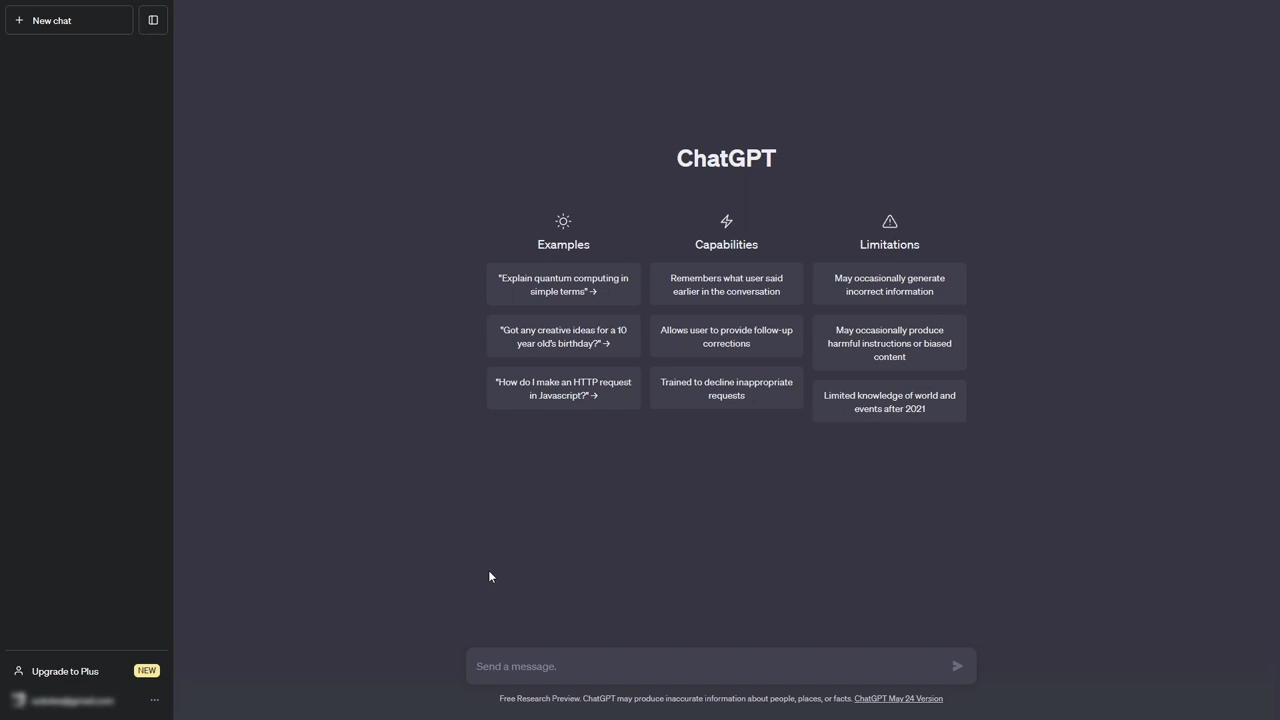 New chat
ChatGPT
Examples
"Explain quantum computing in
simple terms" →
"Got any creative ideas for a 10
year old's birthday?" →
"How do I make an HTTP request
in Javascript?" →
Capabilities
Remembers what user said
earlier in the conversation
Allows user to provide follow-up
corrections
Trained to decline inappropriate
requests
Limitations
May occasionally generate
incorrect information
May occasionally produce
harmful instructions or biased
content
Limited knowledge of world and
events after 2021
Send a message.
Free Research Preview. ChatGPT may produce inaccurate information about people, places, or facts. ChatGPT May 24 Version
Upgrade to Plus NEW